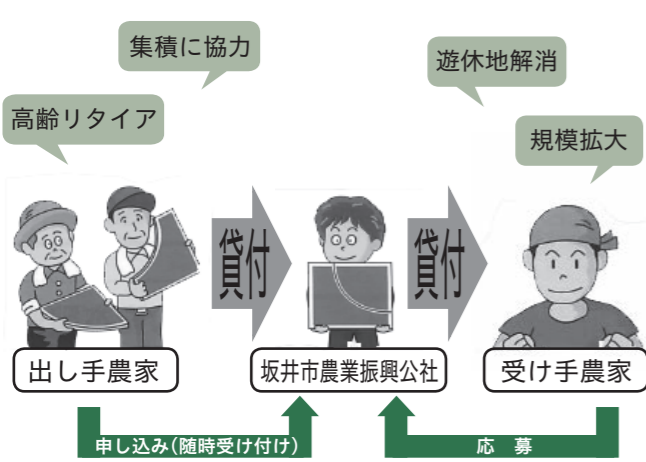 集積に協力
高齢リタイア
遊休地解消
規模拡大
貸付
貸付
出し手農家
坂井市農業振興公社
受け手農家
申し込み(随時受け付け)
応 募